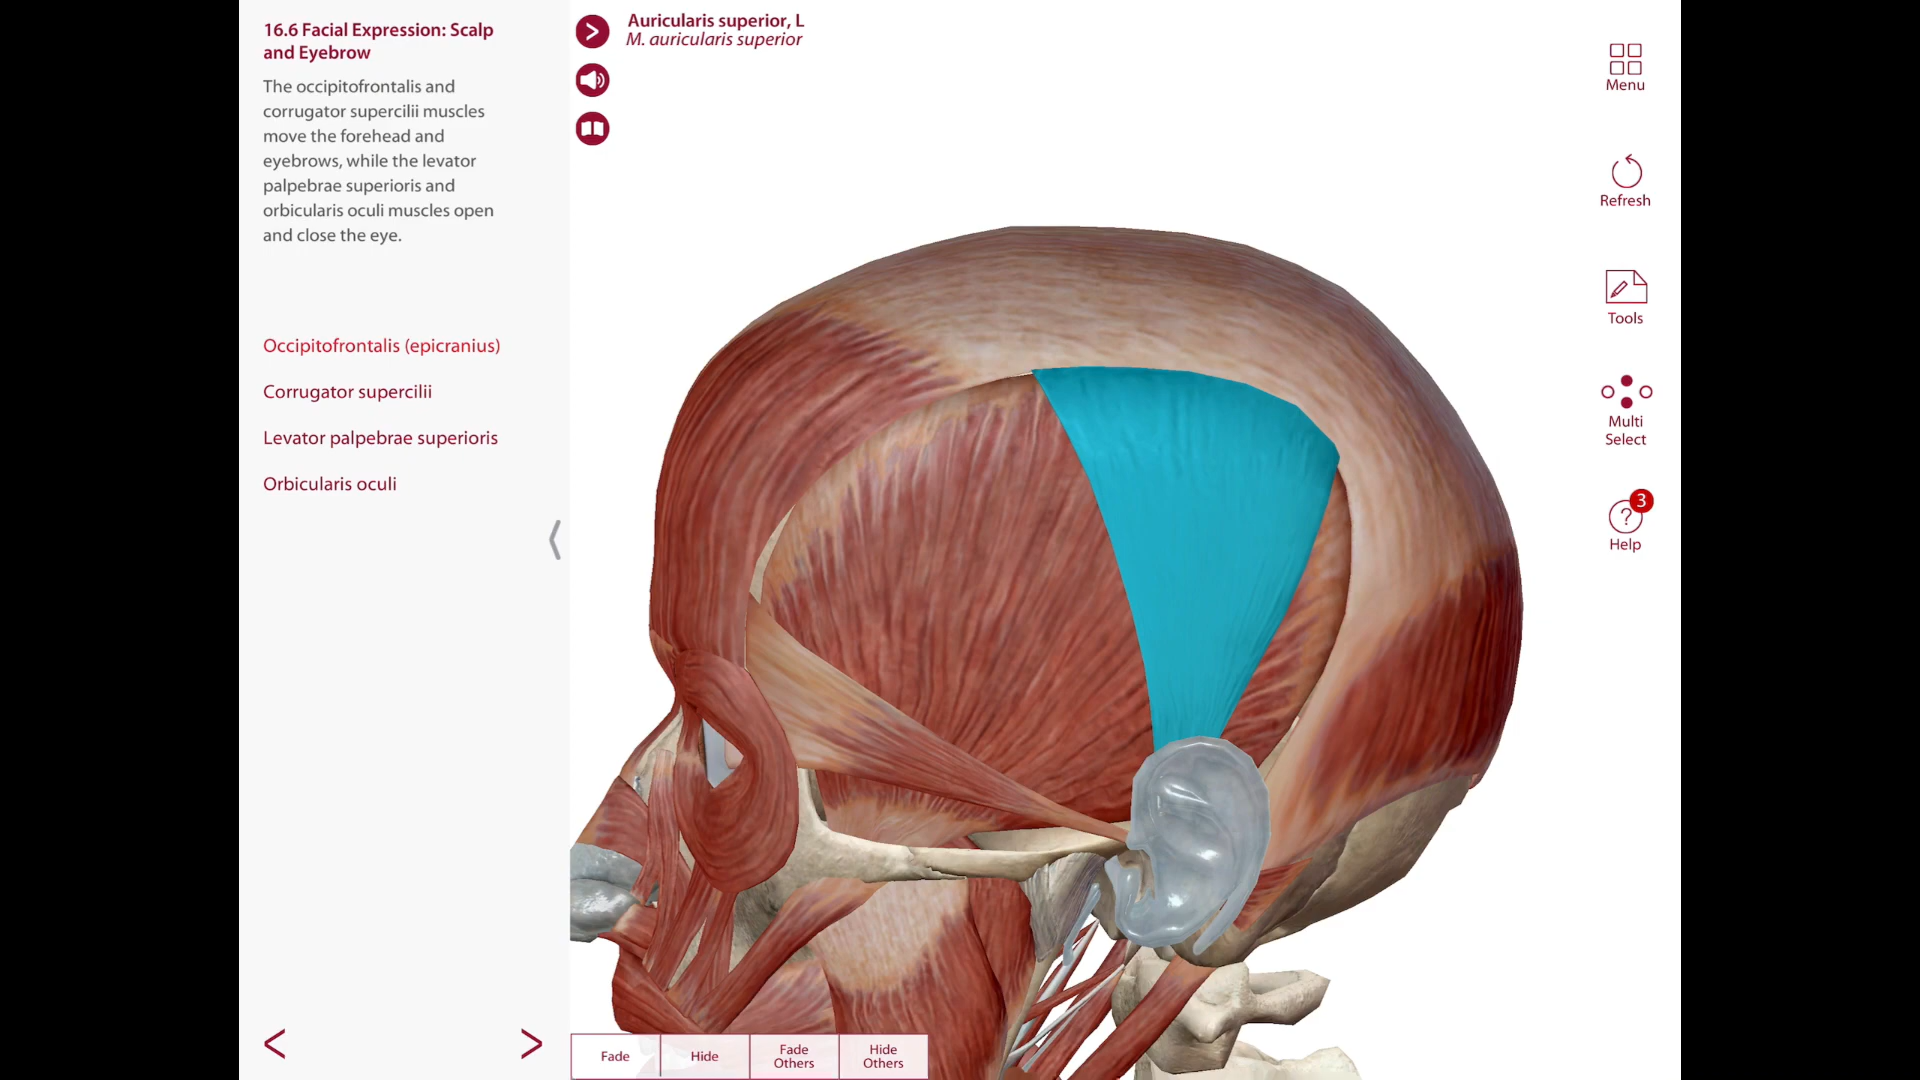 16.6 Facial Expression: Scalp
and Eyebrow
The occipitofrontalis and
corrugator supercilii muscles
move the forehead and
eyebrows, while the levator
palpebrae superioris and
orbicularis oculi muscles open
and close the eye.
Occipitofrontalis (epicranius)
Corrugator supercilii
Levator palpebrae superioris
Orbicularis oculi
Auricularis superior, L
M. auricularis superior
Menu
Refresh
Tools
Multi
Select
3
?
Help
Fade
Hide
Fade
Others
Hide
Others